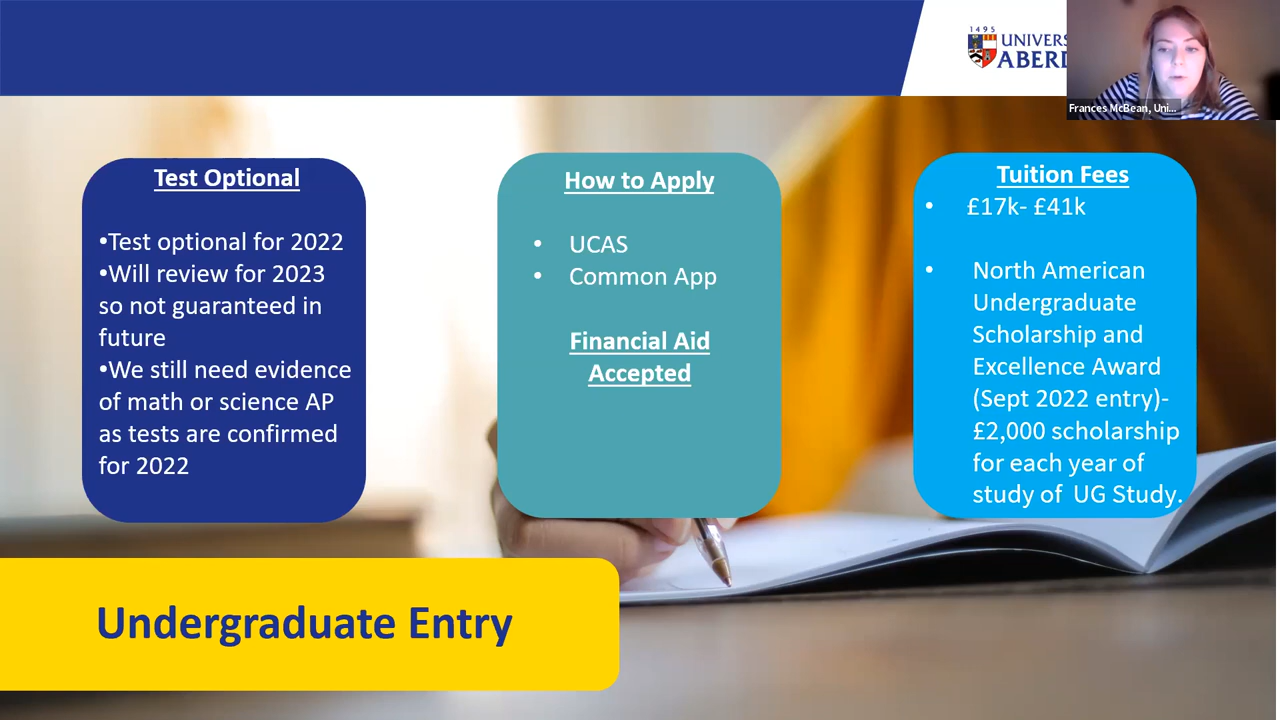 1495
UNIVERS
ABERD
Frances McBean, Uni...
Test Optional
•Test optional for 2022
•Will review for 2023
so not guaranteed in
future
•We still need evidence
of math or science AP
as tests are confirmed
for 2022
How to Apply
• UCAS
• Common App
Financial Aid
Accepted
Tuition Fees
• £17k- £41k
• North American
Undergraduate
Scholarship and
Excellence Award
(Sept 2022 entry)-
£2,000 scholarship
for each year of
study of UG Study.
Undergraduate Entry